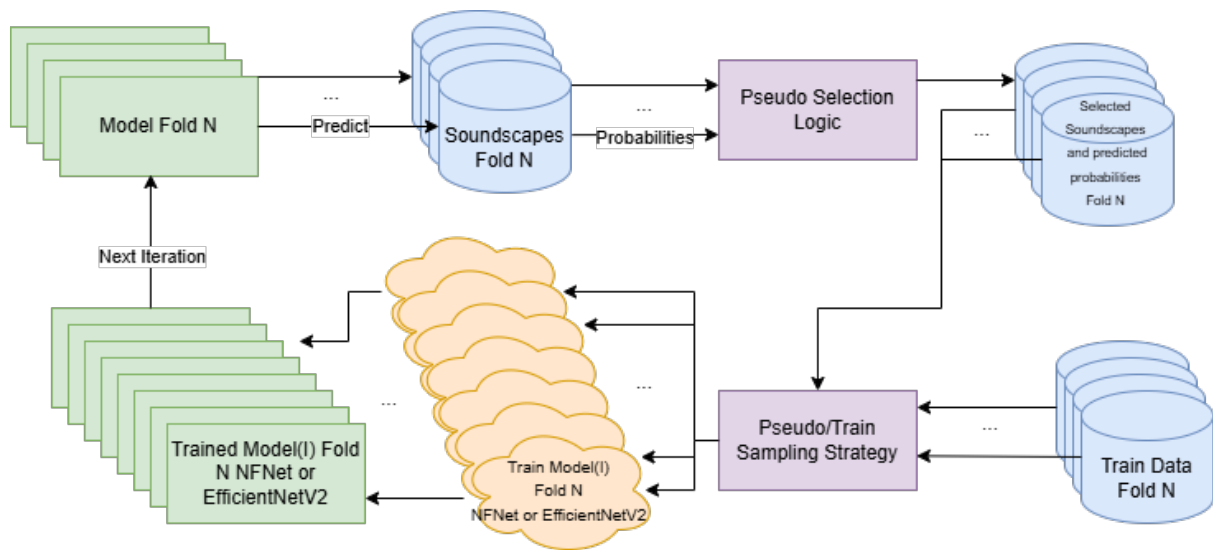 Model Fold N
...
Predict
Soundscapes
Fold N
...
Probabilities
Pseudo Selection
Logic
...
Selected
Soundscapes
and predicted
probabilities
Fold N
Next Iteration
Trained Model(I) Fold
N NFNet or
EfficientNetV2
...
...
Train Model(I)
Fold N
NFNet or EfficientNetV2
Pseudo/Train
Sampling Strategy
...
Train Data
Fold N